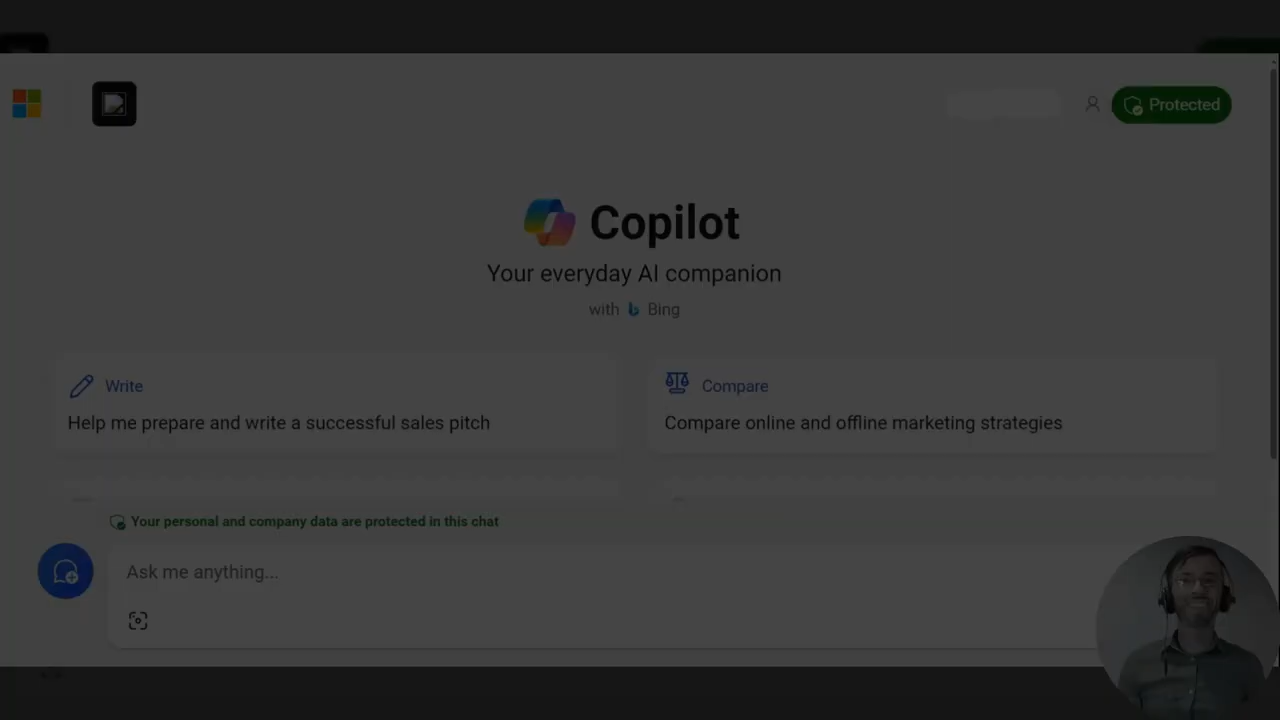 Protected
Copilot
Your everyday AI companion
with Bing
Write
Help me prepare and write a successful sales pitch
Compare
Compare online and offline marketing strategies
Your personal and company data are protected in this chat
Ask me anything...